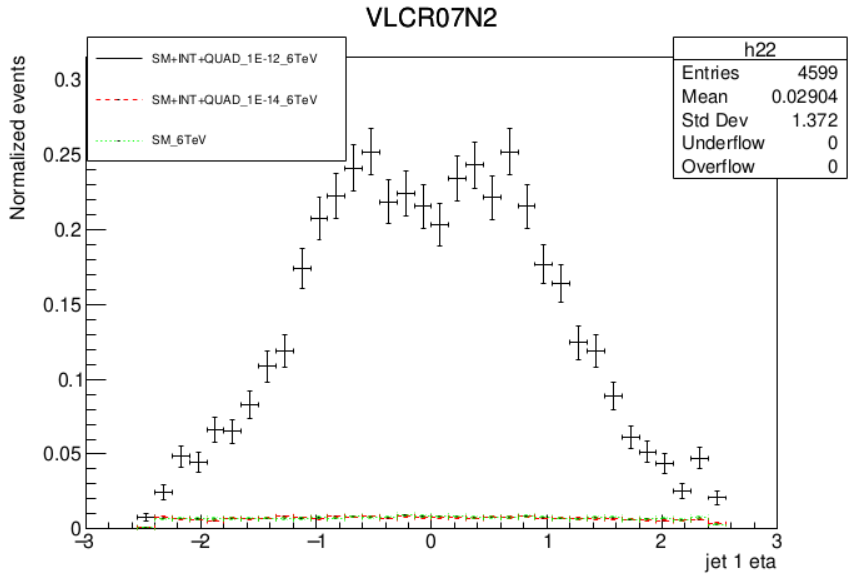 VLCR07N2
SM+INT+QUAD_1E-12_6TeV
SM+INT+QUAD_1E-14_6TeV
SM_6TeV
h22
Entries 4599
Mean 0.02904
Std Dev 1.372
Underflow 0
Overflow 0
Normalized events
0.3
0.25
0.2
0.15
0.1
0.05
0
−3 −2 −1 0 1 2 3
jet 1 eta